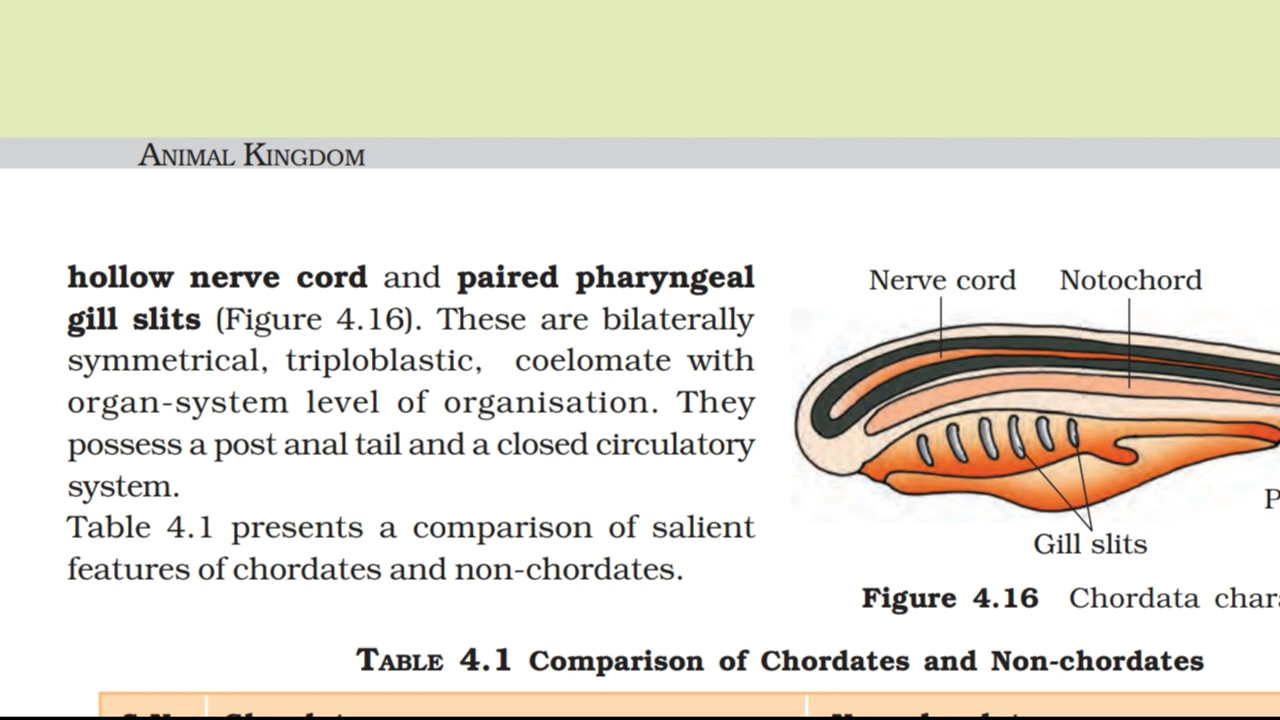 ANIMAL KINGDOM
hollow nerve cord and paired pharyngeal
gill slits (Figure 4.16). These are bilaterally
symmetrical, triploblastic, coelomate with
organ-system level of organisation. They
possess a post anal tail and a closed circulatory
system.
Table 4.1 presents a comparison of salient
features of chordates and non-chordates.
Nerve cord Notochord
P
Gill slits
Figure 4.16 Chordata char
TABLE 4.1 Comparison of Chordates and Non-chordates